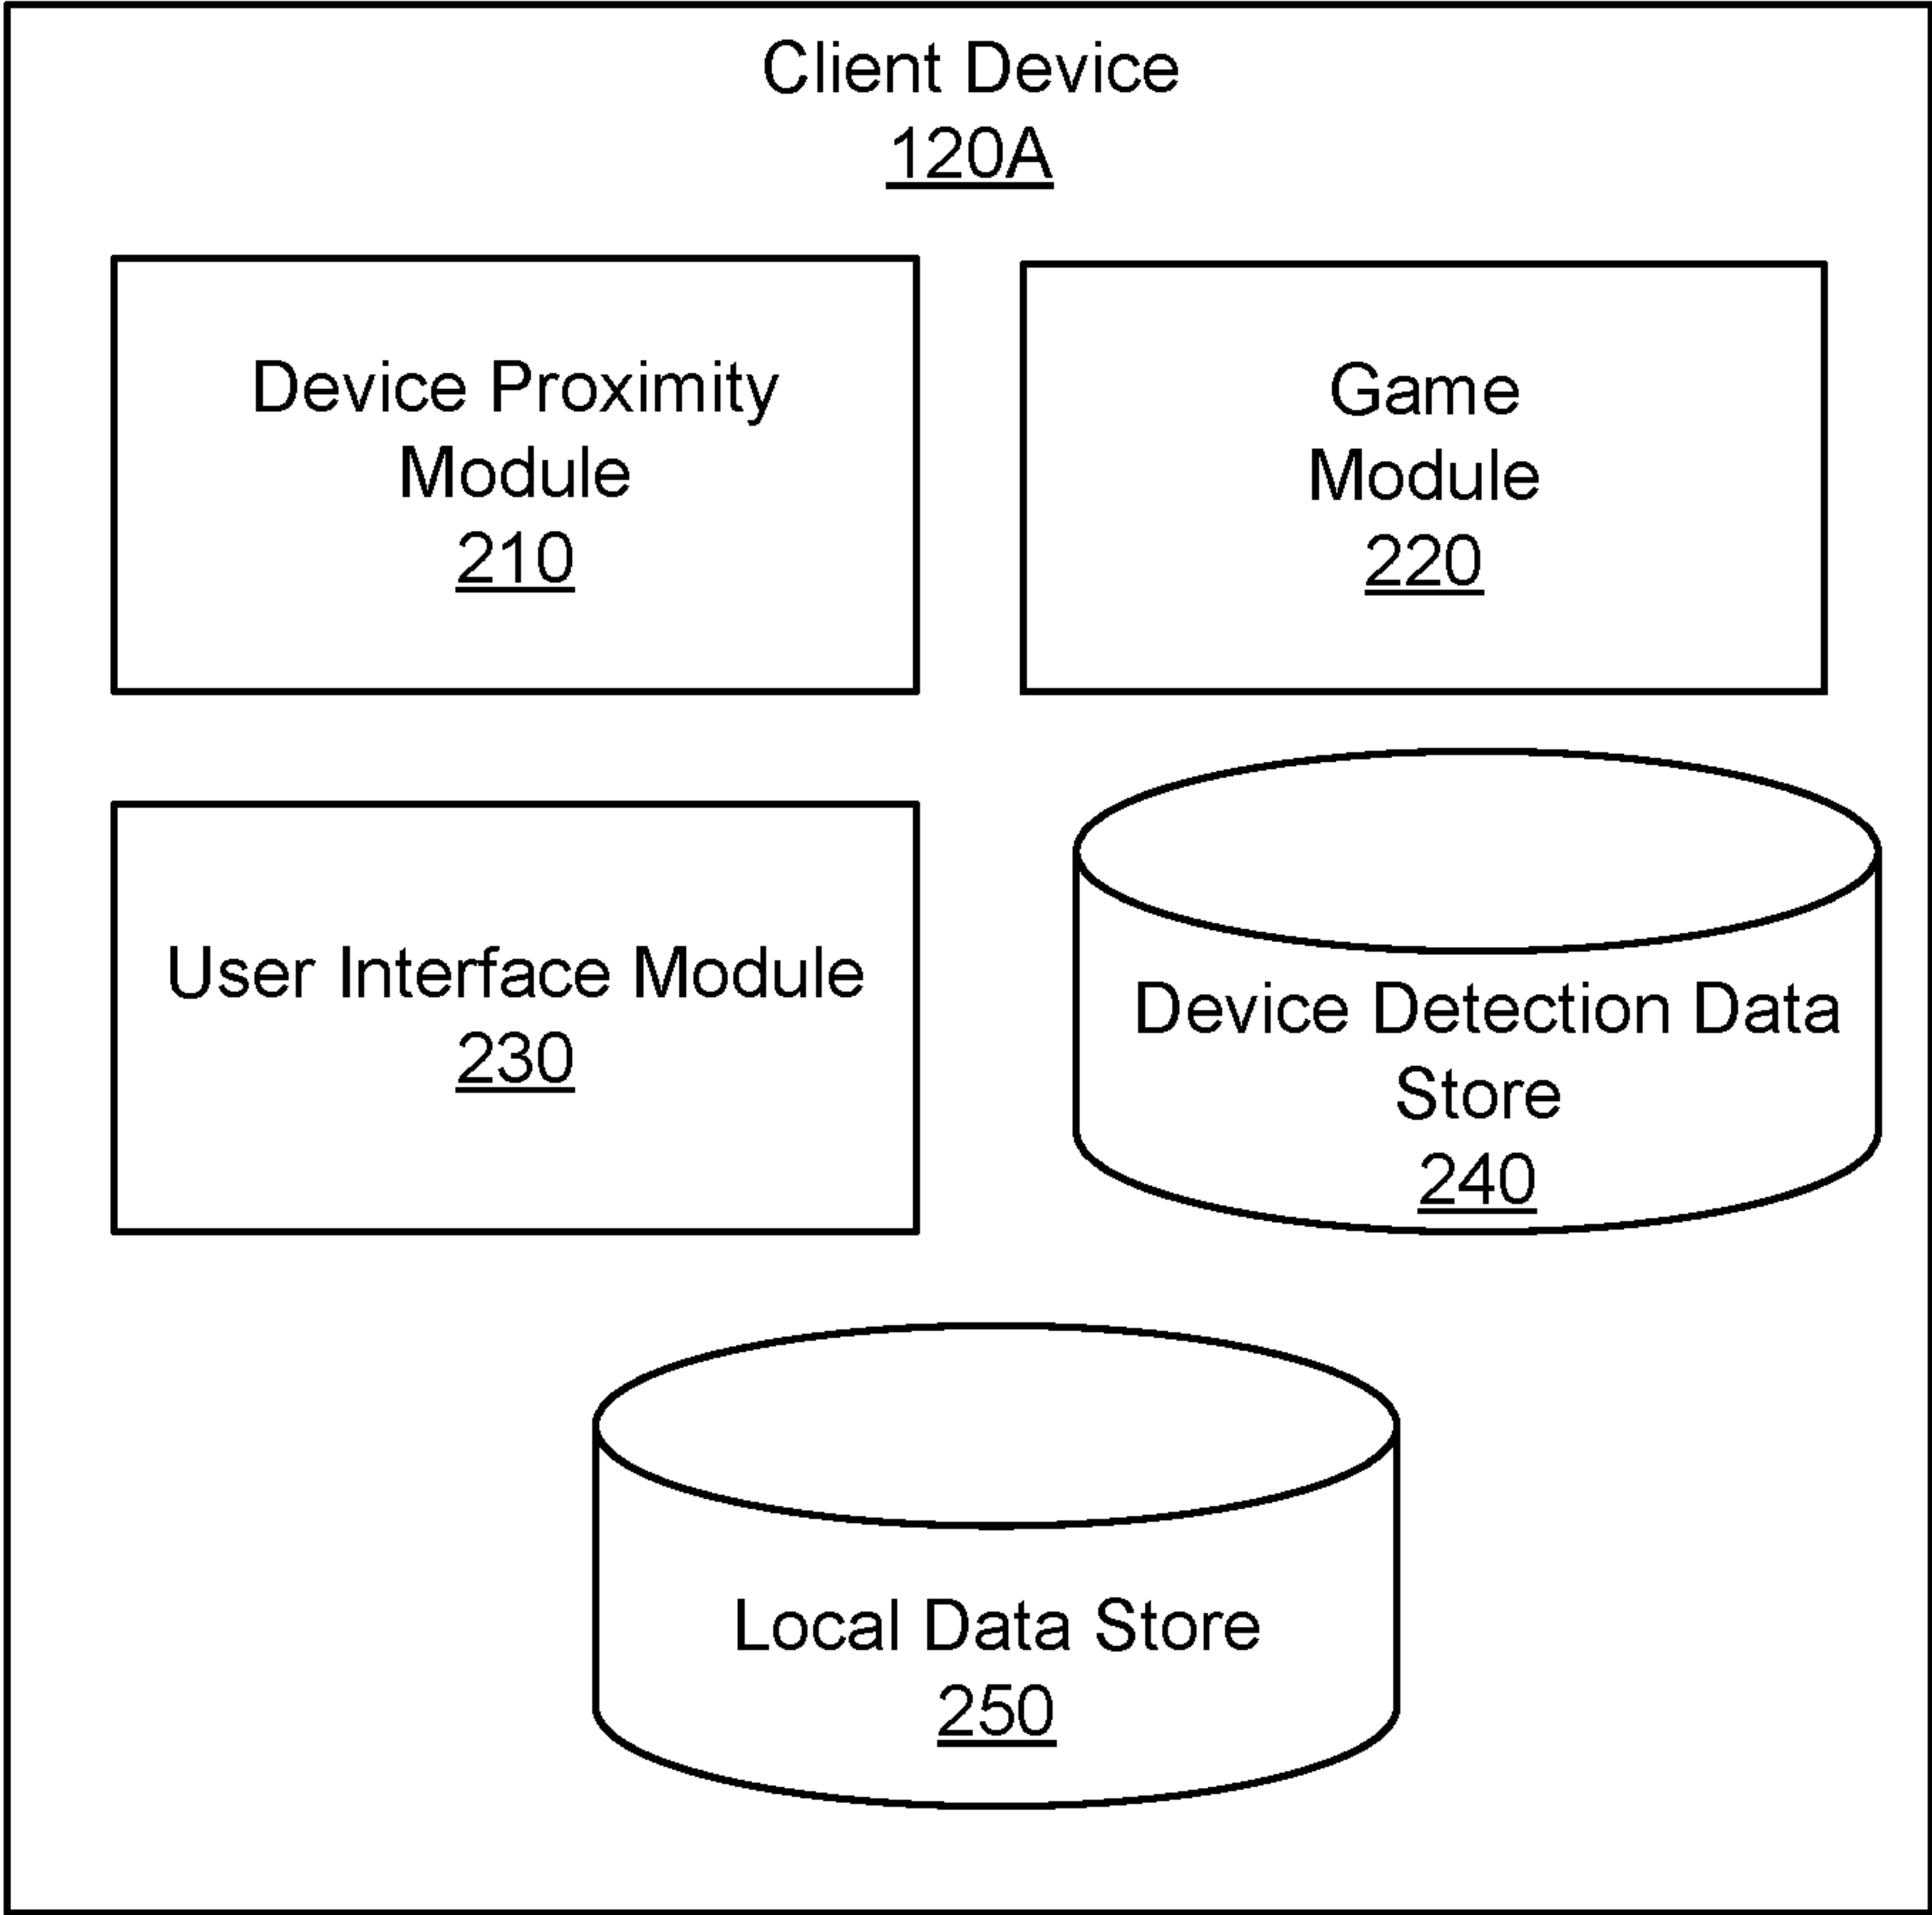 Client Device
120A
Device Proximity
Module
210
Game
Module
220
User Interface Module
230
Device Detection Data
Store
240
Local Data Store
250